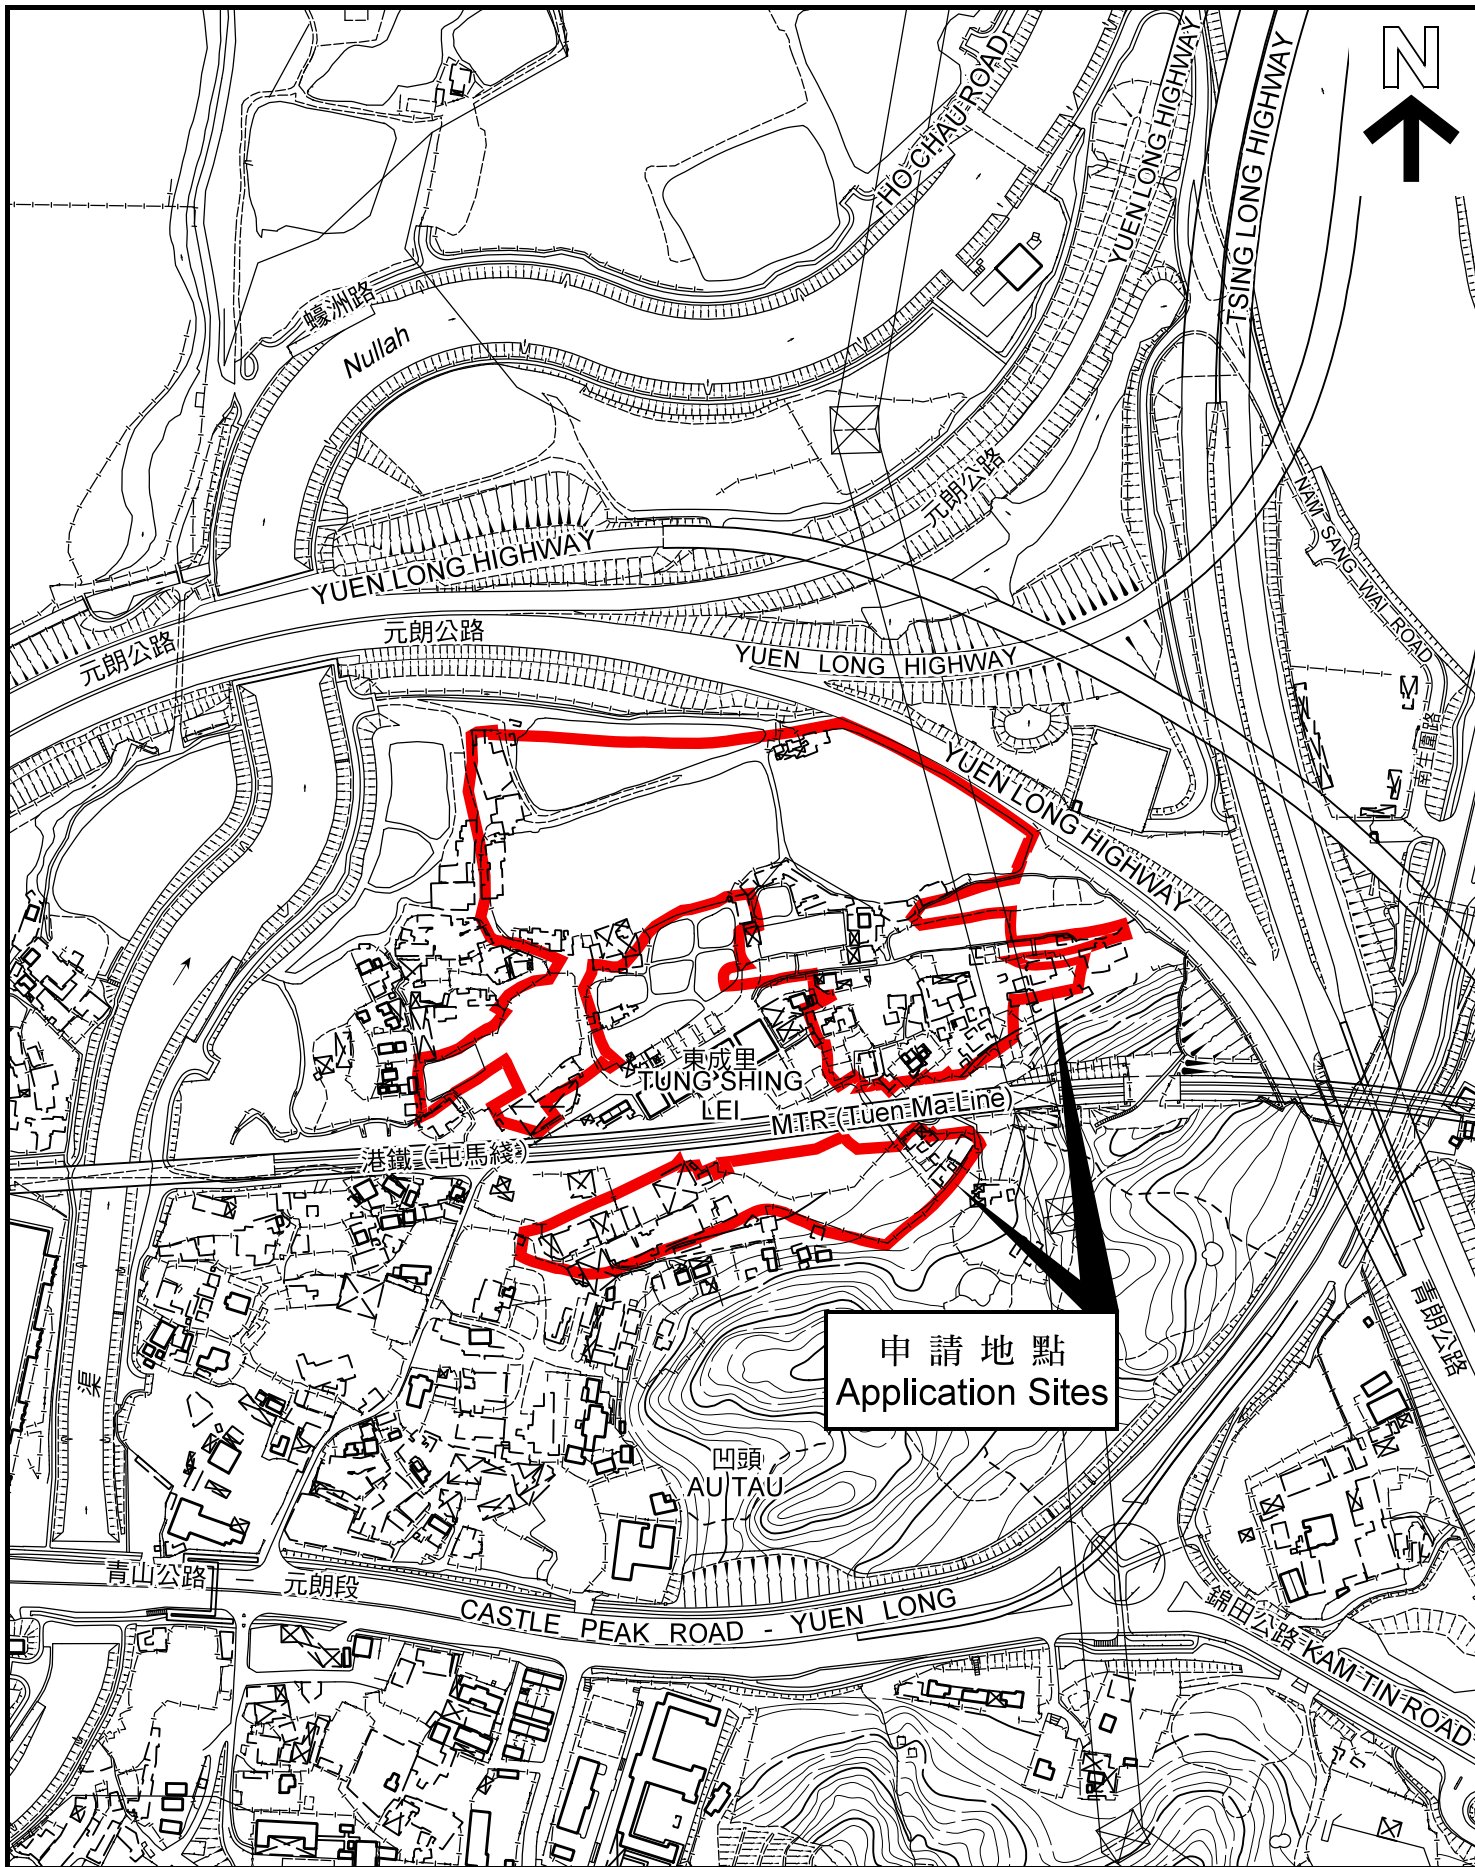 N
HO CHAU ROAD
YUEN LONG HIGHWAY
YUEN LONG HIGHWAY
TSING LONG HIGHWAY
蠔洲路
Nullah
元朗公路
NAM SANG WAI ROAD
YUEN LONG HIGHWAY
元朗公路
元朗公路
YUEN LONG HIGHWAY
南生圍路
YUEN LONG HIGHWAY
東成里
TUNG SHING
LEI
MTR (Tuen Ma Line)
港鐵（屯馬綫）
申請地點
Application Sites
青朗公路
渠
凹頭
AU TAU
青山公路 — 元朗段
CASTLE PEAK ROAD - YUEN LONG
錦田公路 KAM TIN ROAD